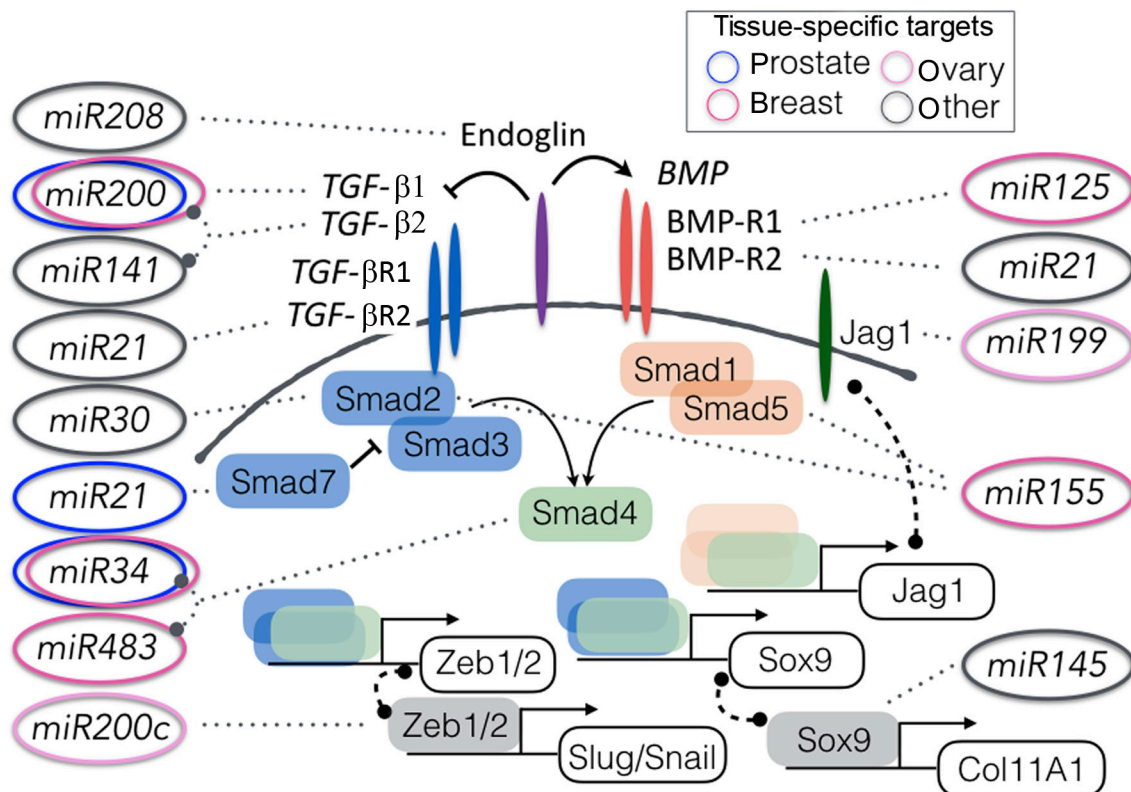 Tissue-specific targets
Prostate
Ovary
Breast
Other
miR208
miR200
miR141
miR21
miR30
miR21
miR34
miR483
miR200c
Endoglin
TGF-β1
TGF-β2
TGF-βR1
TGF-βR2
BMP
BMP-R1
BMP-R2
Jag1
miR125
miR21
miR199
miR155
miR145
Smad2
Smad3
Smad7
Smad1
Smad5
Smad4
Jag1
Zeb1/2
Sox9
Zeb1/2
Slug/Snail
Sox9
Col11A1